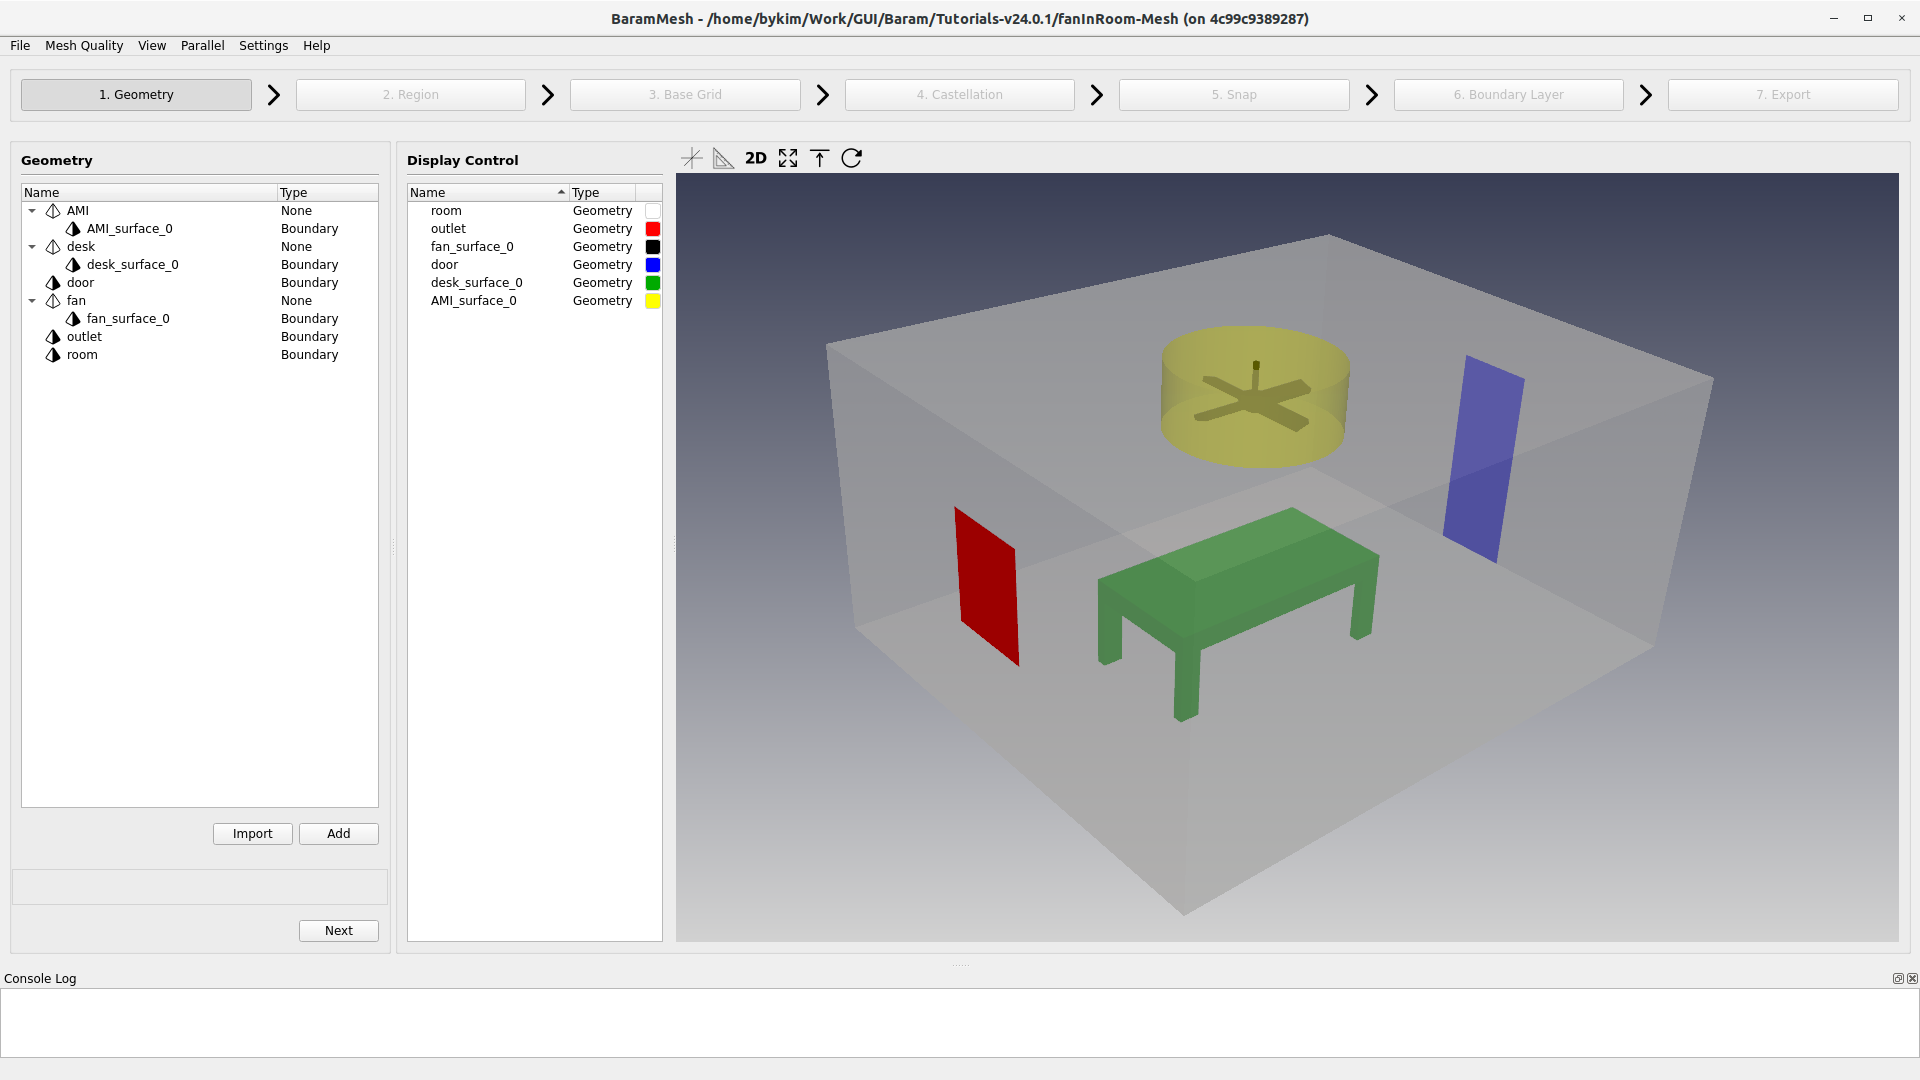 BaramMesh - /home/bykim/Work/GUI/Baram/Tutorials-v24.0.1/fanInRoom-Mesh (on 4c99c9389287)
File Mesh Quality View Parallel Settings Help
1. Geometry 2. Region 3. Base Grid 4. Castellation 5. Snap 6. Boundary Layer 7. Export
Geometry
Name Type
AMI None
AMI_surface_0 Boundary
desk None
desk_surface_0 Boundary
door Boundary
fan None
fan_surface_0 Boundary
outlet Boundary
room Boundary
Import Add
Next
Display Control
Name Type
room Geometry
outlet Geometry
fan_surface_0 Geometry
door Geometry
desk_surface_0 Geometry
AMI_surface_0 Geometry
2D
Console Log